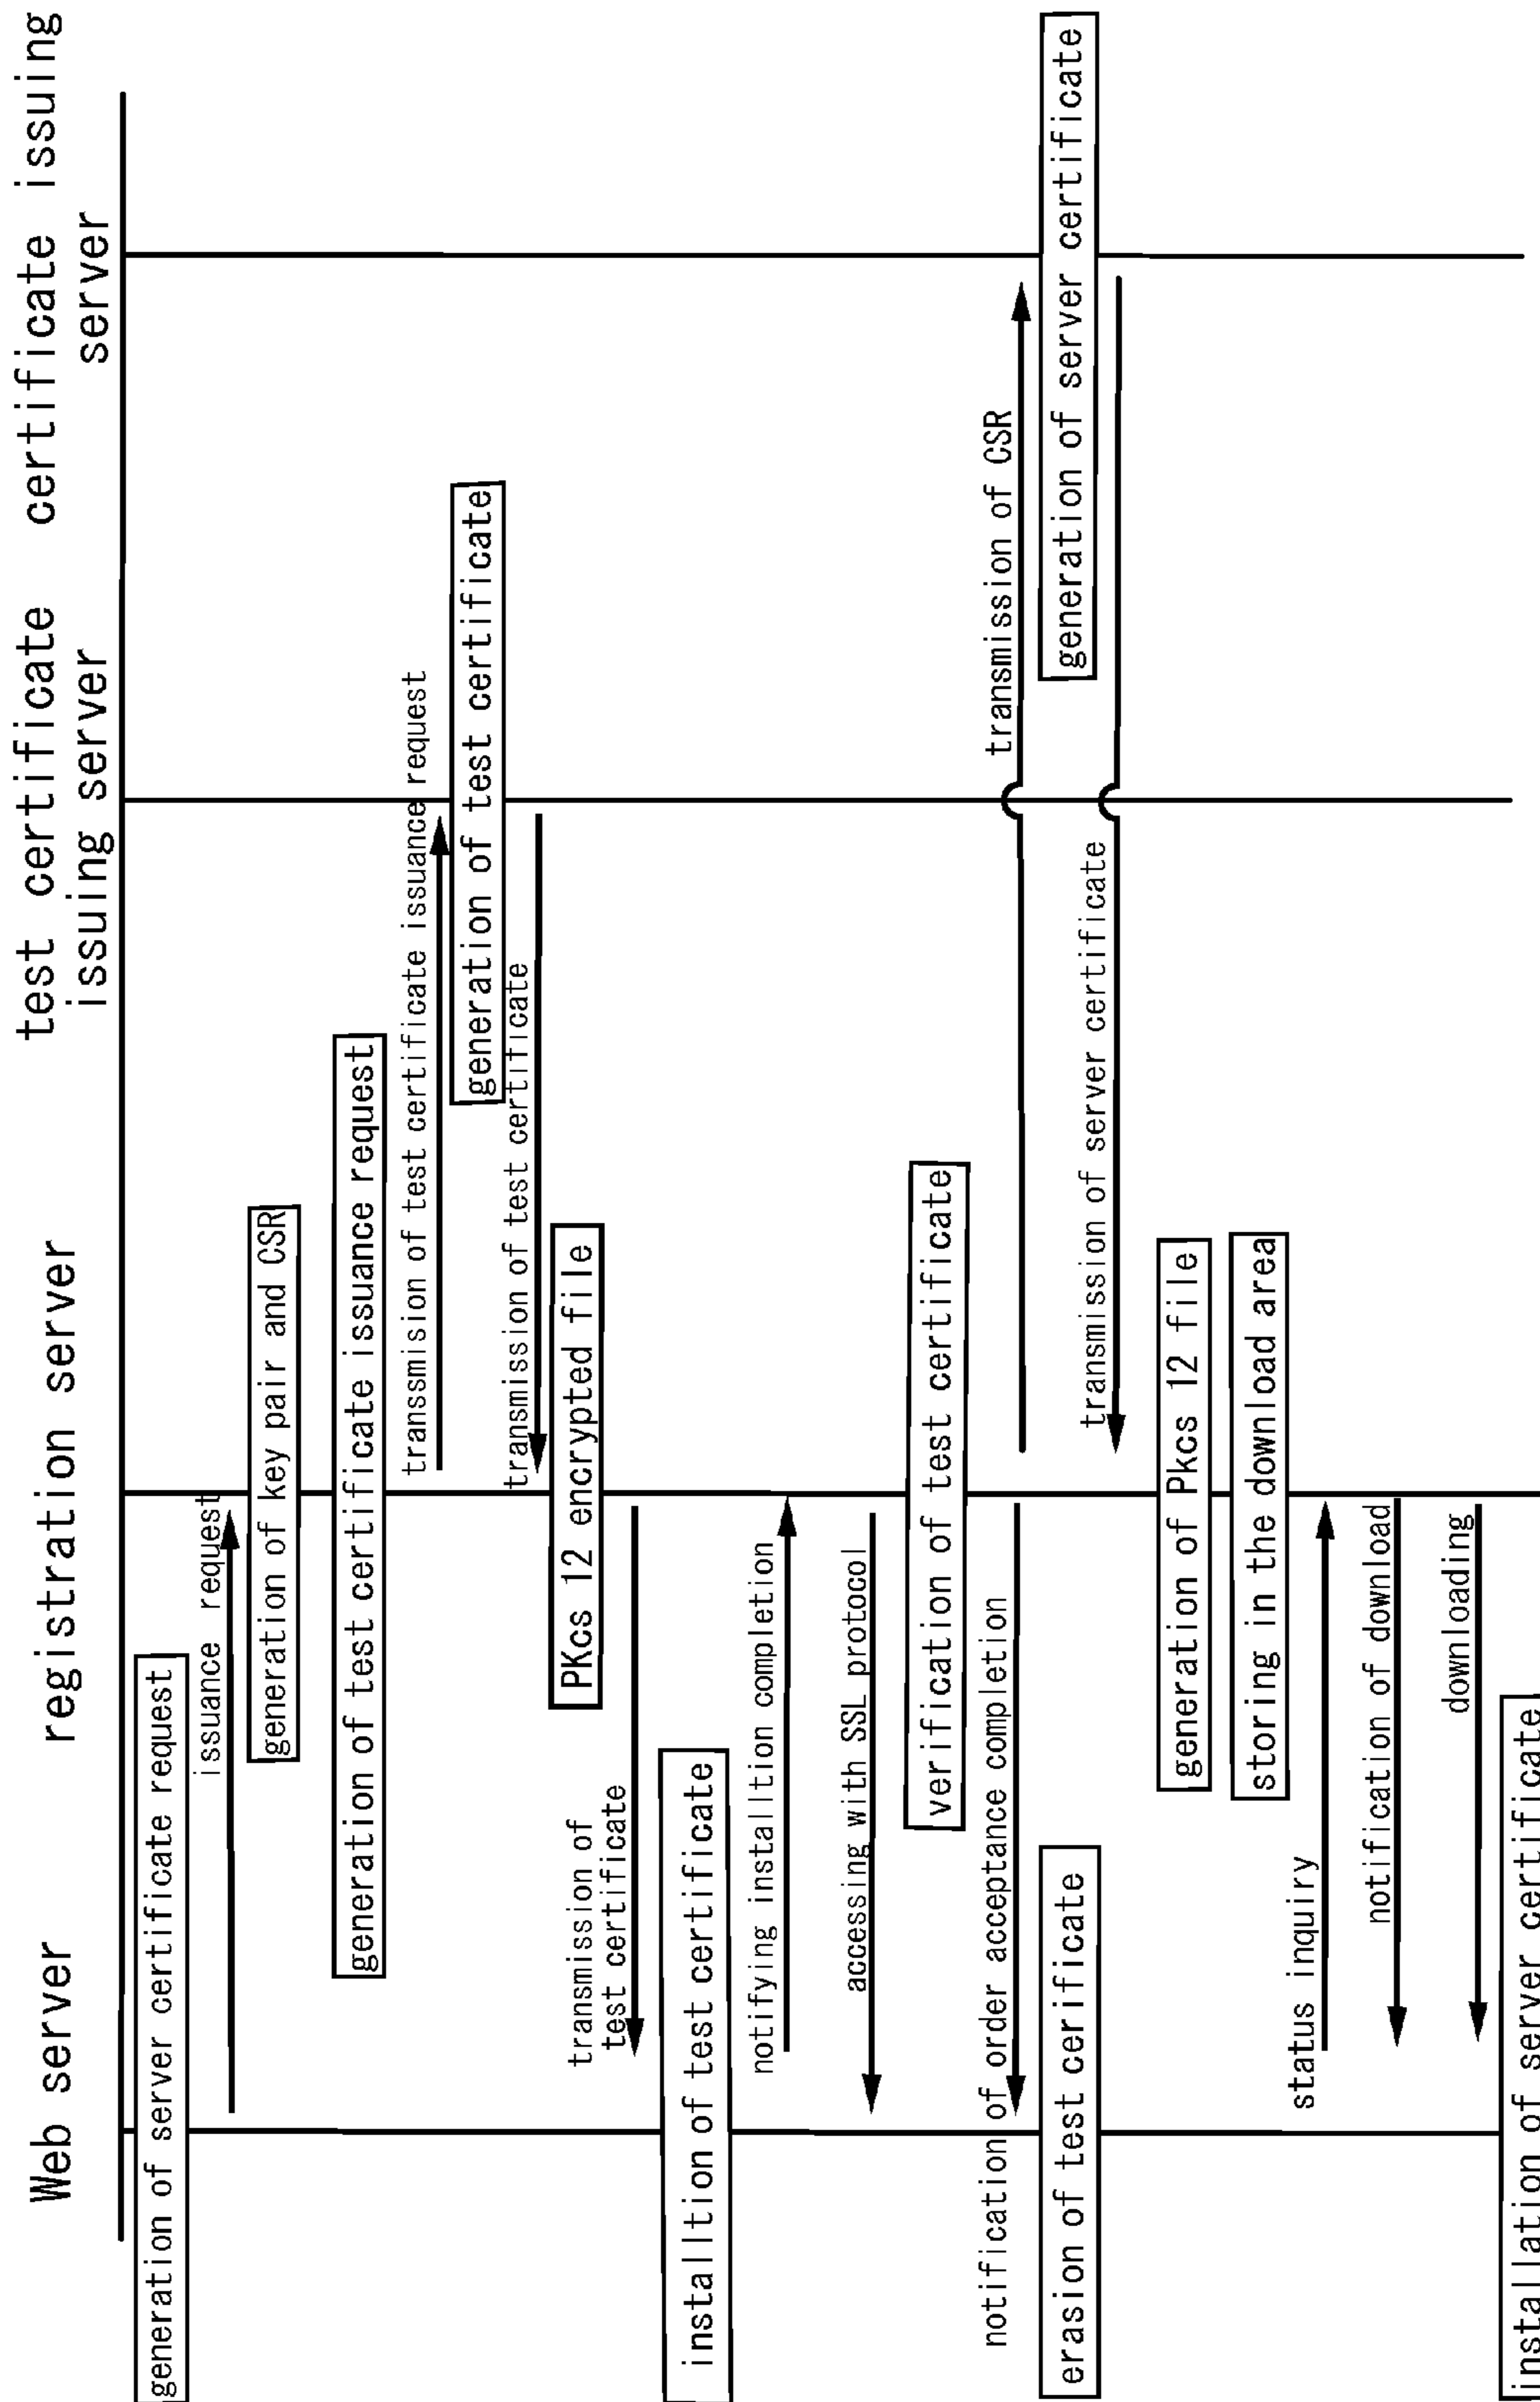 Web server
registration server
test certificate
issuing server
certificate issuing
server
generation of server certificate request
issuance request
generation of key pair and CSR
generation of test certificate issuance request
transsmision of test certificate issuance request
generation of test certificate
transmission of test certificate
PKcs 12 encrypted file
transmission of
test certificate
installtion of test certificate
notifying installtion completion
accessing with SSL protocol
verification of test certificate
notification of order acceptance completion
transmission of CSR
erasion of test cerificate
generation of server certificate
transmission of server certificate
generation of Pkcs 12 file
storing in the download area
status inquiry
notification of download
downloading
installation of server certificate